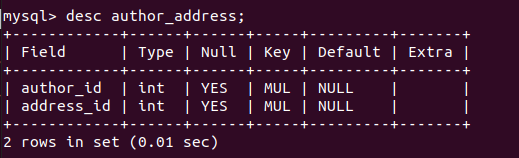 mysql> desc author_address;
+------------+------+------+-----+---------+-------+
| Field      | Type | Null | Key | Default | Extra |
+------------+------+------+-----+---------+-------+
| author_id  | int  | YES  | MUL | NULL    |       |
| address_id | int  | YES  | MUL | NULL    |       |
+------------+------+------+-----+---------+-------+
2 rows in set (0.01 sec)